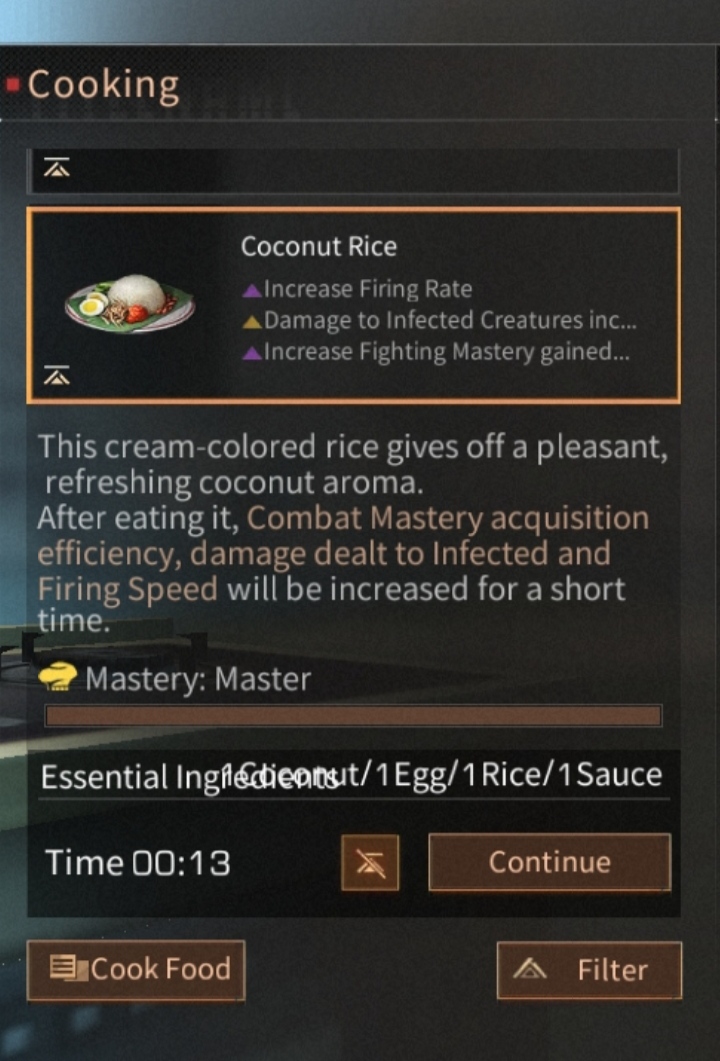 Cooking
Coconut Rice
Increase Firing Rate
Damage to Infected Creatures inc...
Increase Fighting Mastery gained...
This cream-colored rice gives off a pleasant,
refreshing coconut aroma.
After eating it, Combat Mastery acquisition
efficiency, damage dealt to Infected and
Firing Speed will be increased for a short
time.
Mastery: Master
Essential Ingredients 1Coconut/1Egg/1Rice/1Sauce
Time 00:13
Continue
Cook Food
Filter